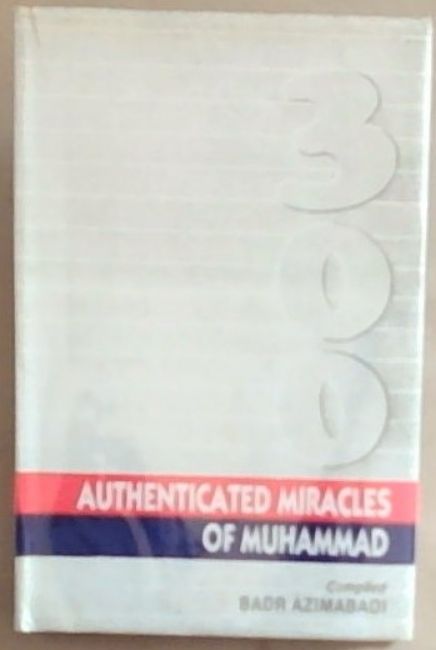 300
AUTHENTICATED MIRACLES
OF MUHAMMAD
Compiled
BADR AZIMABADI